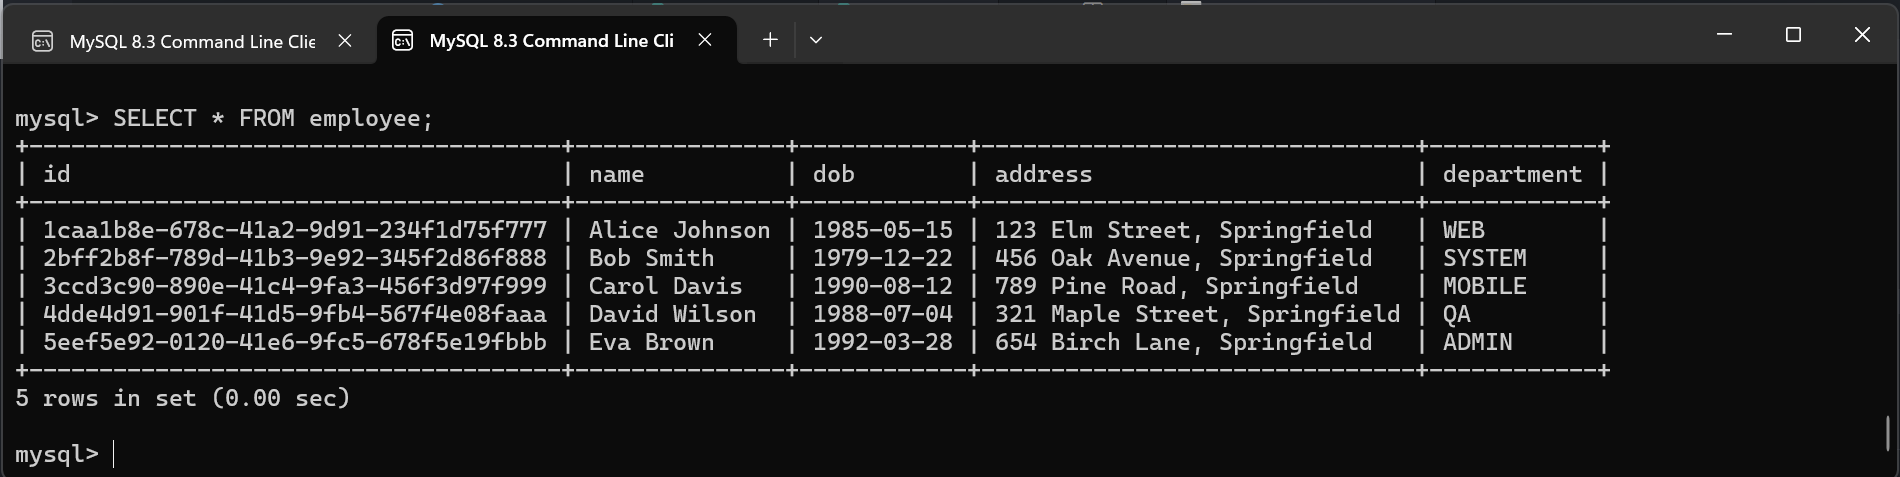 MySQL 8.3 Command Line Clie MySQL 8.3 Command Line Cli
mysql> SELECT * FROM employee;
+--------------------------------------+---------------+------------+-------------------------------+------------+
| id                                   | name          | dob        | address                       | department |
+--------------------------------------+---------------+------------+-------------------------------+------------+
| 1caa1b8e-678c-41a2-9d91-234f1d75f777 | Alice Johnson | 1985-05-15 | 123 Elm Street, Springfield   | WEB        |
| 2bff2b8f-789d-41b3-9e92-345f2d86f888 | Bob Smith     | 1979-12-22 | 456 Oak Avenue, Springfield   | SYSTEM     |
| 3ccd3c90-890e-41c4-9fa3-456f3d97f999 | Carol Davis   | 1990-08-12 | 789 Pine Road, Springfield    | MOBILE     |
| 4dde4d91-901f-41d5-9fb4-567f4e08faaa | David Wilson  | 1988-07-04 | 321 Maple Street, Springfield | QA         |
| 5eef5e92-0120-41e6-9fc5-678f5e19fbbb | Eva Brown     | 1992-03-28 | 654 Birch Lane, Springfield   | ADMIN      |
+--------------------------------------+---------------+------------+-------------------------------+------------+
5 rows in set (0.00 sec)
mysql>